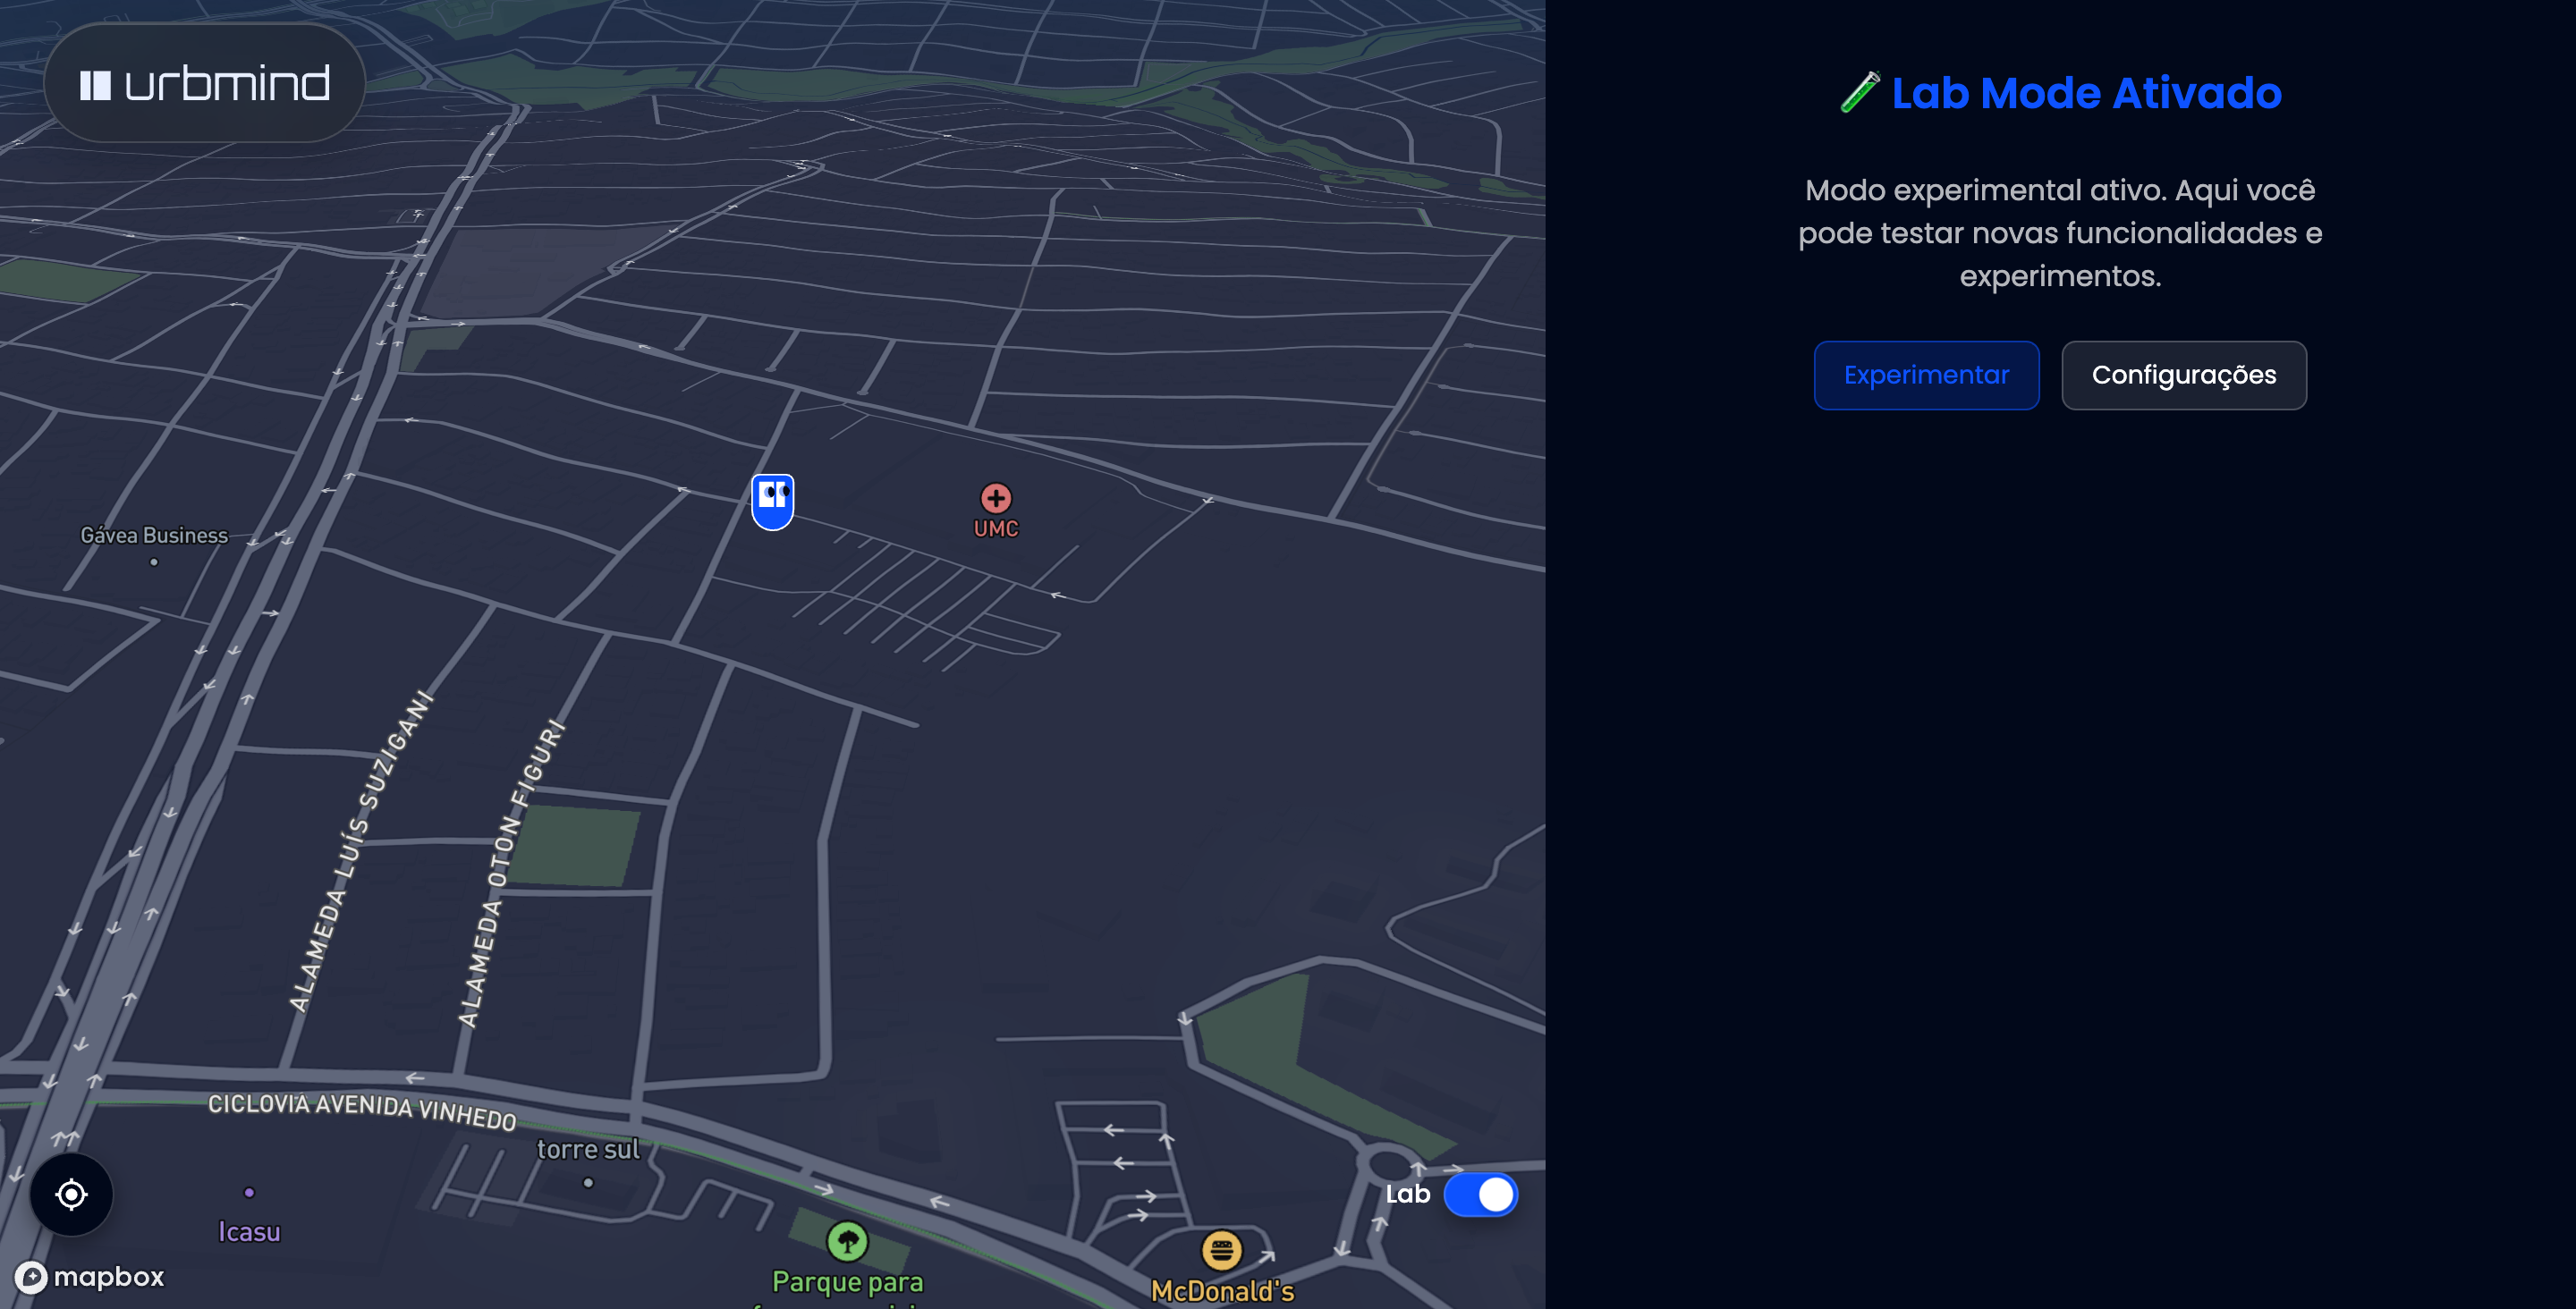 urbmind
🧪 Lab Mode Ativado
Modo experimental ativo. Aqui você
pode testar novas funcionalidades e
experimentos.
Experimentar
Configurações
UMC
Gávea Business
ALAMEDA LUÍS SUZIGANI
ALAMEDA OTON FIGURI
CICLOVIA AVENIDA VINHEDO
torre sul
Lab
Icasu
mapbox
Parque para
McDonald's